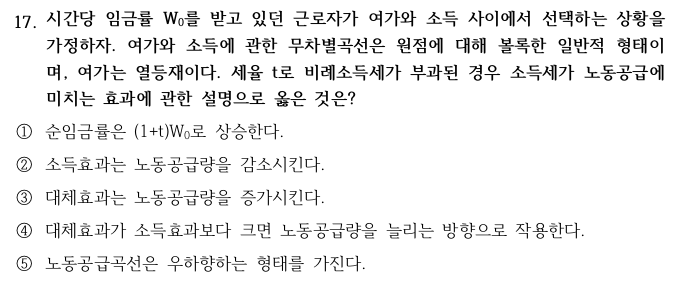 17. 시간당 임금률 W₀를 받고 있던 근로자가 여가와 소득 사이에서 선택하는 상황을
가정하자. 여가와 소득에 관한 무차별곡선은 원점에 대해 볼록한 일반적 형태이
며, 여가는 열등재이다. 세율 t로 비례소득세가 부과된 경우 소득세가 노동공급에
미치는 효과에 관한 설명으로 옳은 것은?
① 순임금률은 (1+t)W₀로 상승한다.
② 소득효과는 노동공급량을 감소시킨다.
③ 대체효과는 노동공급량을 증가시킨다.
④ 대체효과가 소득효과보다 크면 노동공급량을 늘리는 방향으로 작용한다.
⑤ 노동공급곡선은 우하향하는 형태를 가진다.